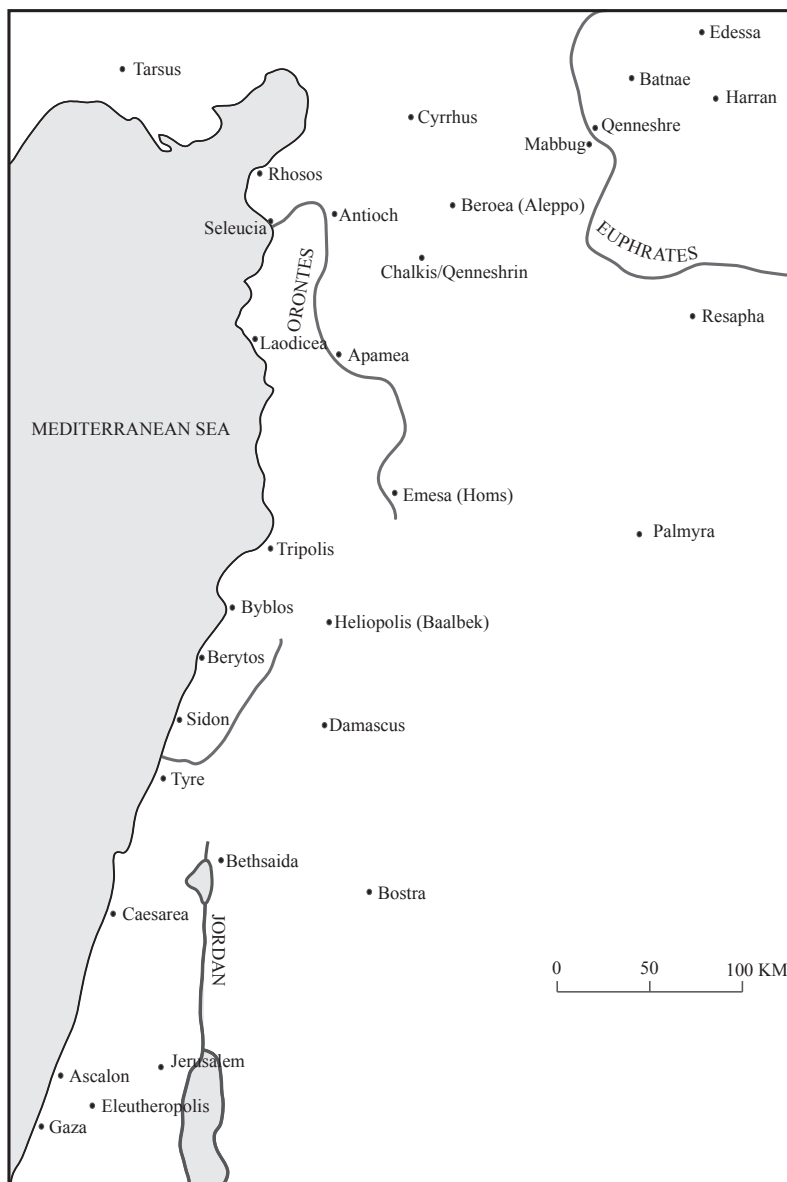 Edessa
Tarsus
Batnae
Harran
Cyrrhus
Qenneshre
Mabbug
Rhosos
Beroea (Aleppo)
Antioch
Seleucia
EUPHRATES
Chalkis/Qenneshrin
ORONTES
Resapha
Laodicea
Apamea
MEDITERRANEAN SEA
Emesa (Homs)
Palmyra
Tripolis
Byblos
Heliopolis (Baalbek)
Berytos
Sidon
Damascus
Tyre
Bethsaida
Bostra
Caesarea
JORDAN
0 50 100 KM
Jerusalem
Ascalon
Eleutheropolis
Gaza